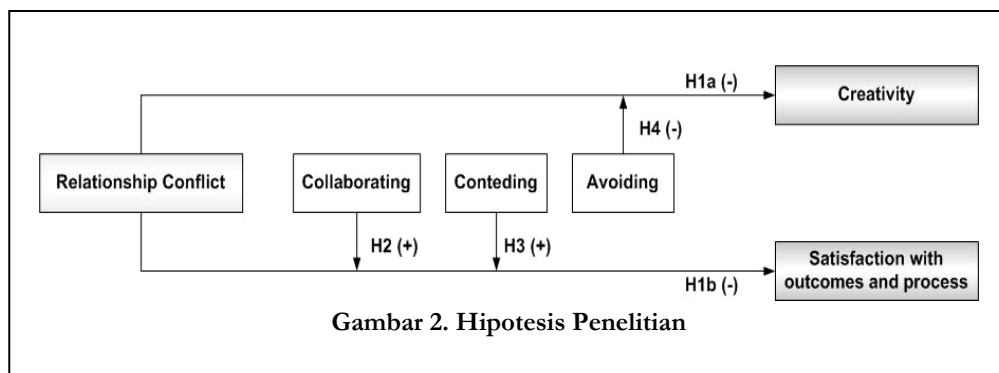 H1a (-)
Creativity
H4 (-)
Relationship Conflict
Collaborating
Conteding
Avoiding
H2 (+)
H3 (+)
Satisfaction with
outcomes and process
H1b (-)
Gambar 2. Hipotesis Penelitian